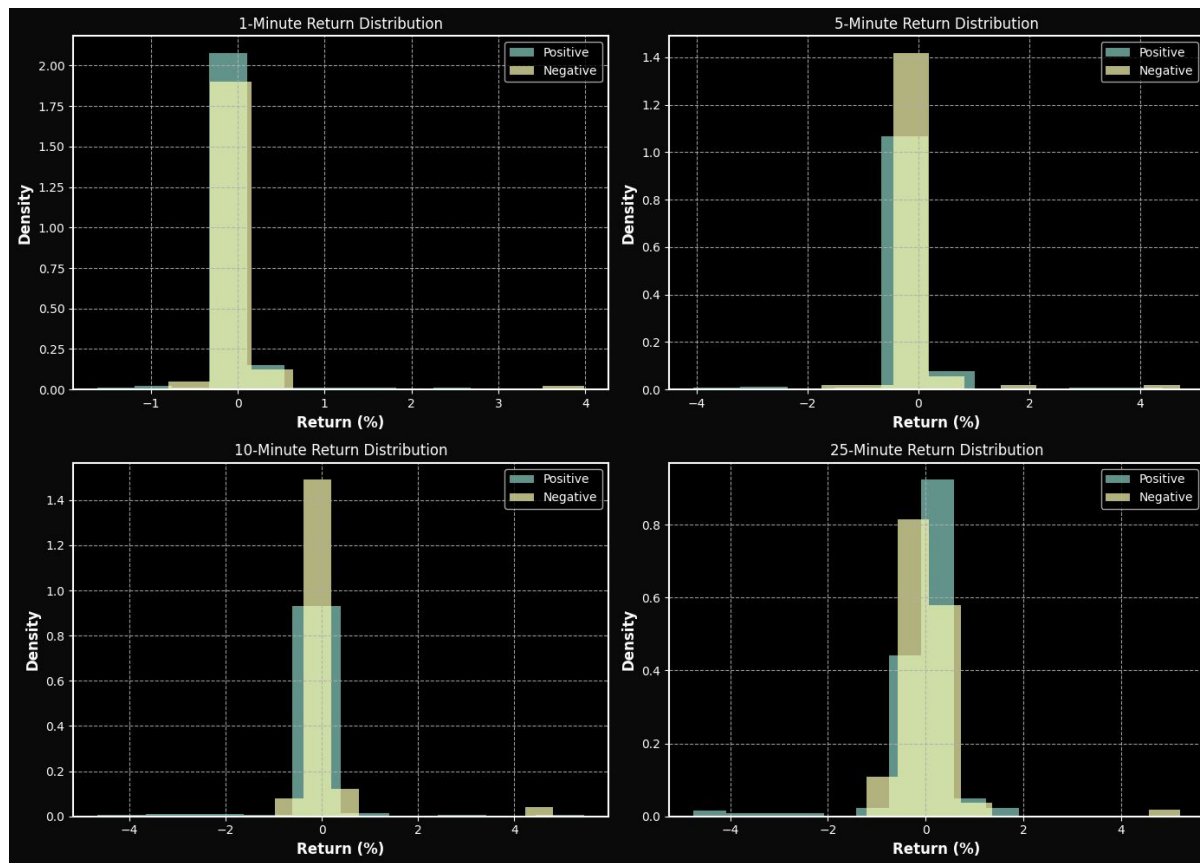 1-Minute Return Distribution
Density
2.00
1.75
1.50
1.25
1.00
0.75
0.50
0.25
0.00
−1 0 1 2 3 4
Return (%)
Positive
Negative
5-Minute Return Distribution
Density
1.4
1.2
1.0
0.8
0.6
0.4
0.2
0.0
−4 −2 0 2 4
Return (%)
Positive
Negative
10-Minute Return Distribution
Density
1.4
1.2
1.0
0.8
0.6
0.4
0.2
0.0
−4 −2 0 2 4
Return (%)
Positive
Negative
25-Minute Return Distribution
Density
0.8
0.6
0.4
0.2
0.0
−4 −2 0 2 4
Return (%)
Positive
Negative